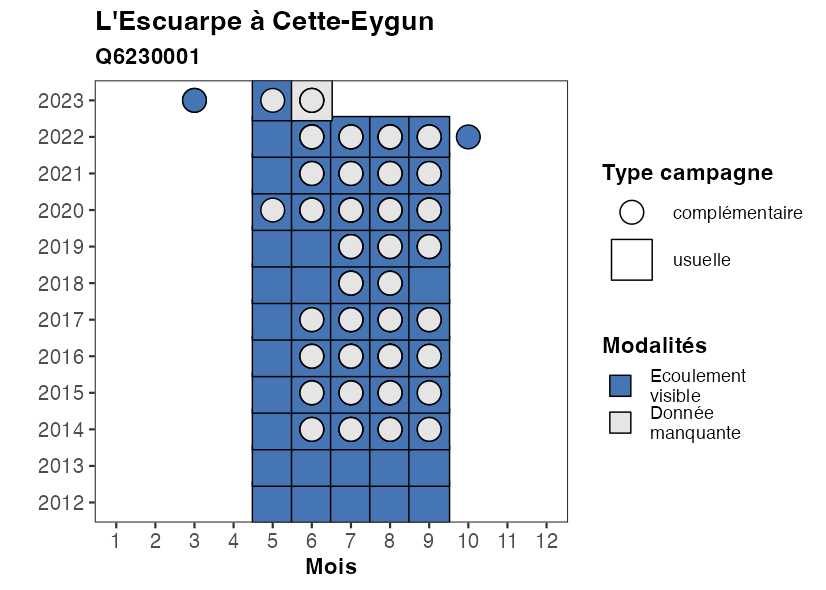 L'Escuarpe à Cette-Eygun
Q6230001
2023
2022
2021
2020
2019
2018
2017
2016
2015
2014
2013
2012
1 2 3 4 5 6 7 8 9 10 11 12
Mois
Type campagne
complémentaire
usuelle
Modalités
Ecoulement
visible
Donnée
manquante